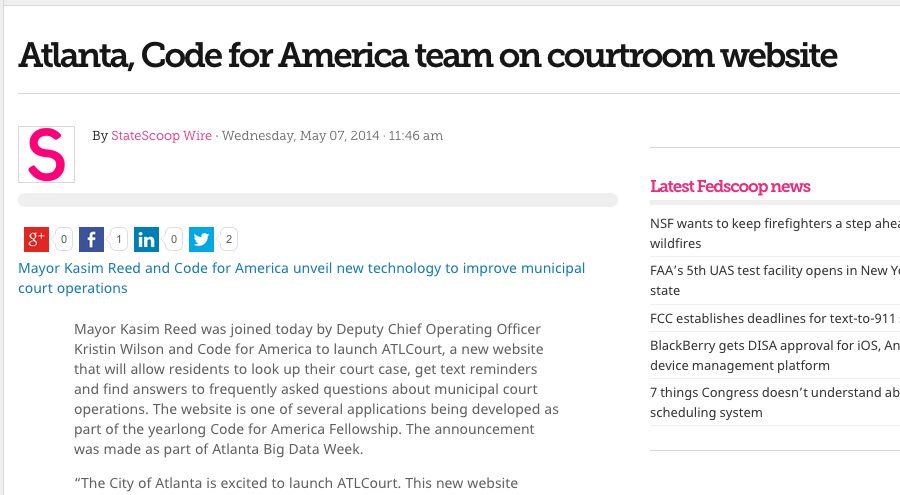 Atlanta, Code for America team on courtroom website
S
By StateScoop Wire · Wednesday, May 07, 2014 · 11:46 am
g+ 0 f 1 in 0 2
Mayor Kasim Reed and Code for America unveil new technology to improve municipal
court operations
Mayor Kasim Reed was joined today by Deputy Chief Operating Officer
Kristin Wilson and Code for America to launch ATLCourt, a new website
that will allow residents to look up their court case, get text reminders
and find answers to frequently asked questions about municipal court
operations. The website is one of several applications being developed as
part of the yearlong Code for America Fellowship. The announcement
was made as part of Atlanta Big Data Week.
“The City of Atlanta is excited to launch ATLCourt. This new website
Latest Fedscoop news
NSF wants to keep firefighters a step
wildfires
FAA’s 5th UAS test facility opens in New
state
FCC establishes deadlines for text-to-911
BlackBerry gets DISA approval for iOS,
device management platform
7 things Congress doesn’t understand
scheduling system